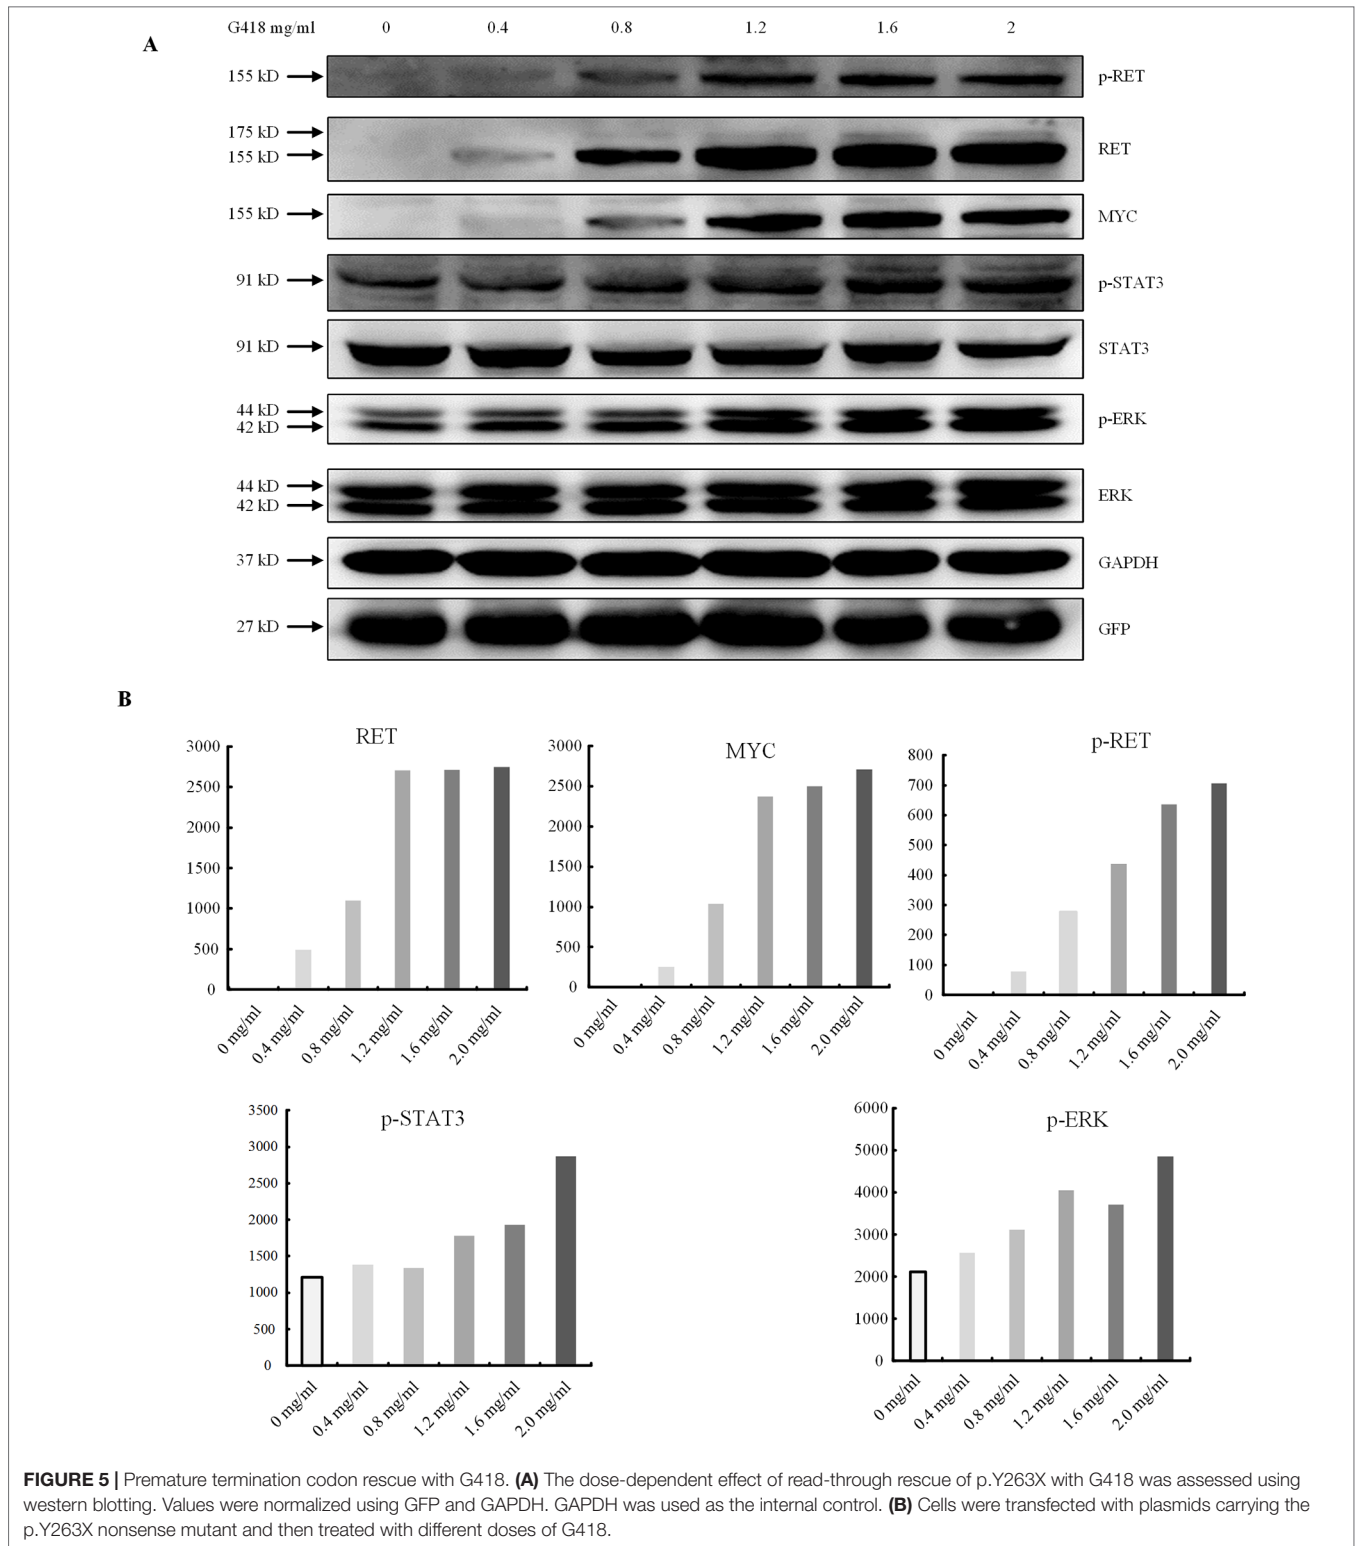 G418 mg/ml 0 0.4 0.8 1.2 1.6 2
A
155 kD p-RET
175 kD
155 kD RET
155 kD MYC
91 kD p-STAT3
91 kD STAT3
44 kD
42 kD p-ERK
44 kD
42 kD ERK
37 kD GAPDH
27 kD GFP
B
RET
3000
2500
2000
1500
1000
500
0
0 mg/ml 0.4 mg/ml 0.8 mg/ml 1.2 mg/ml 1.6 mg/ml 2.0 mg/ml
MYC
3000
2500
2000
1500
1000
500
0
0 mg/ml 0.4 mg/ml 0.8 mg/ml 1.2 mg/ml 1.6 mg/ml 2.0 mg/ml
p-RET
800
700
600
500
400
300
200
100
0
0 mg/ml 0.4 mg/ml 0.8 mg/ml 1.2 mg/ml 1.6 mg/ml 2.0 mg/ml
p-STAT3
3500
3000
2500
2000
1500
1000
500
0
0 mg/ml 0.4 mg/ml 0.8 mg/ml 1.2 mg/ml 1.6 mg/ml 2.0 mg/ml
p-ERK
6000
5000
4000
3000
2000
1000
0
0 mg/ml 0.4 mg/ml 0.8 mg/ml 1.2 mg/ml 1.6 mg/ml 2.0 mg/ml
FIGURE 5 | Premature termination codon rescue with G418. (A) The dose-dependent effect of read-through rescue of p.Y263X with G418 was assessed using
western blotting. Values were normalized using GFP and GAPDH. GAPDH was used as the internal control. (B) Cells were transfected with plasmids carrying the
p.Y263X nonsense mutant and then treated with different doses of G418.